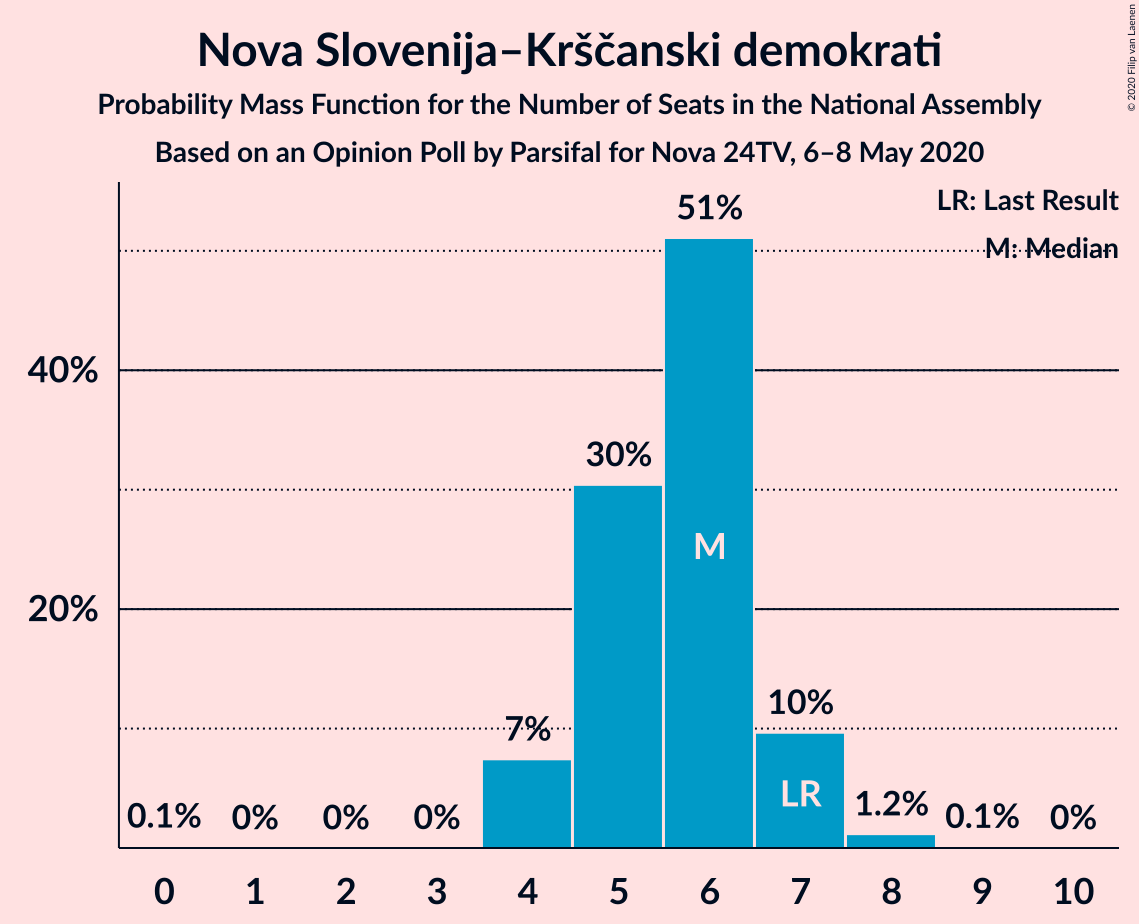 Nova Slovenija–Krščanski demokrati
Probability Mass Function for the Number of Seats in the National Assembly
Based on an Opinion Poll by Parsifal for Nova 24TV, 6–8 May 2020
© 2020 Filip van Laenen
LR: Last Result
M: Median
40%
20%
0.1%
0%
0%
0%
7%
30%
51%
M
10%
LR
1.2%
0.1%
0%
0 1 2 3 4 5 6 7 8 9 10